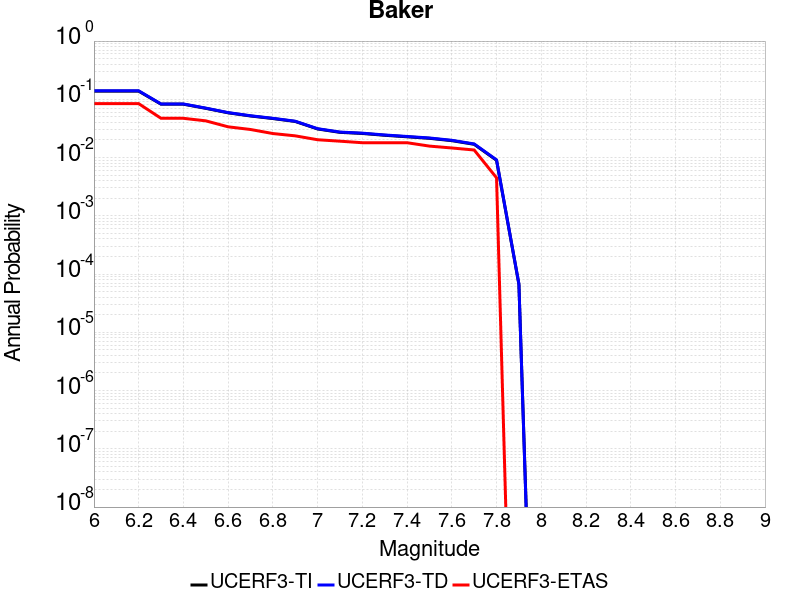 Baker
10^0
10^-1
10^-2
10^-3
10^-4
10^-5
10^-6
10^-7
10^-8
Annual Probability
6 6.2 6.4 6.6 6.8 7 7.2 7.4 7.6 7.8 8 8.2 8.4 8.6 8.8 9
Magnitude
UCERF3-TI UCERF3-TD UCERF3-ETAS